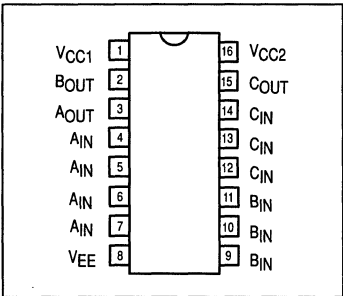 VCC1 1 16 VCC2
BOUT 2 15 COUT
AOUT 3 14 CIN
AIN 4 13 CIN
AIN 5 12 CIN
AIN 6 11 BIN
AIN 7 10 BIN
VEE 8 9 BIN